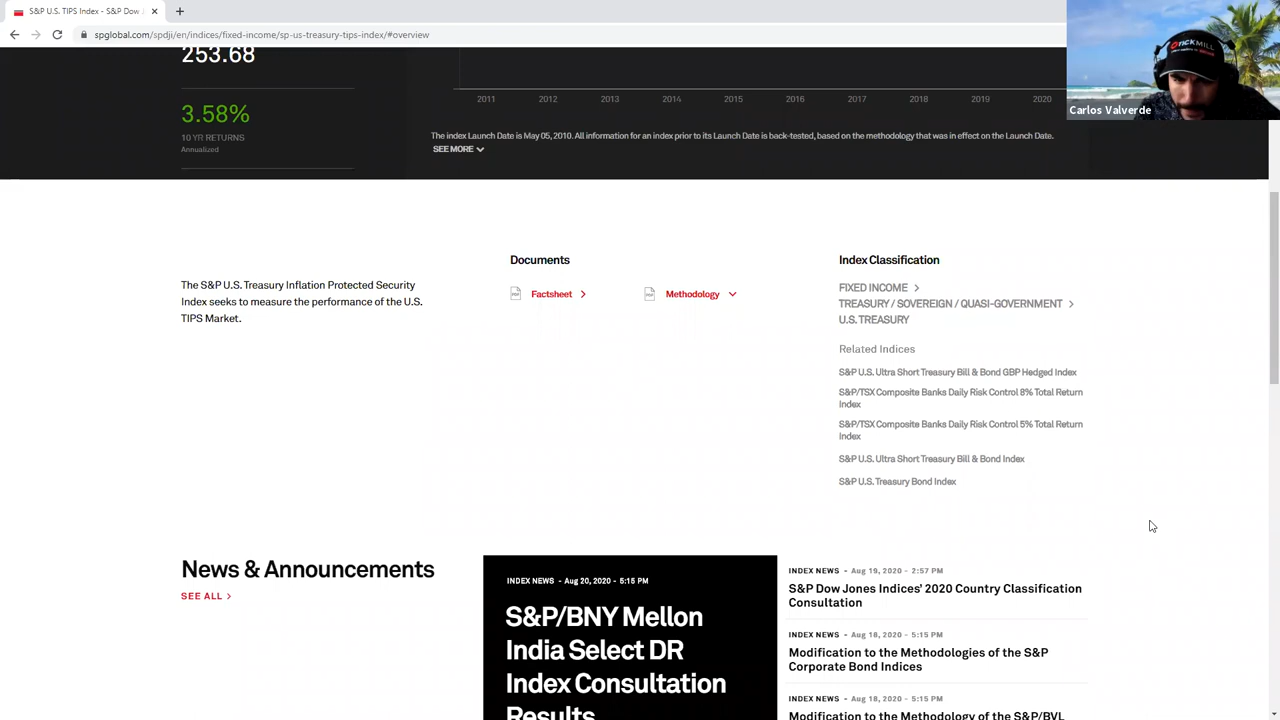 S&P U.S. TIPS Index - S&P Dow
spglobal.com/spdji/en/indices/fixed-income/sp-us-treasury-tips-index/#overview
TICKMILL
Carlos Valverde
253.68
3.58%
10 YR RETURNS
Annualized
2011 2012 2013 2014 2015 2016 2017 2018 2019 2020
The index Launch Date is May 05, 2010. All information for an index prior to its Launch Date is back-tested, based on the methodology that was in effect on the Launch Date.
SEE MORE
The S&P U.S. Treasury Inflation Protected Security
Index seeks to measure the performance of the U.S.
TIPS Market.
Documents
PDF Factsheet
PDF Methodology
Index Classification
FIXED INCOME
TREASURY / SOVEREIGN / QUASI-GOVERNMENT
U.S. TREASURY
Related Indices
S&P U.S. Ultra Short Treasury Bill & Bond GBP Hedged Index
S&P/TSX Composite Banks Daily Risk Control 8% Total Return
Index
S&P/TSX Composite Banks Daily Risk Control 5% Total Return
Index
S&P U.S. Ultra Short Treasury Bill & Bond Index
S&P U.S. Treasury Bond Index
News & Announcements
SEE ALL
INDEX NEWS - Aug 20, 2020 - 5:15 PM
S&P/BNY Mellon
India Select DR
Index Consultation
Results
INDEX NEWS - Aug 19, 2020 - 2:57 PM
S&P Dow Jones Indices' 2020 Country Classification
Consultation
INDEX NEWS - Aug 18, 2020 - 5:15 PM
Modification to the Methodologies of the S&P
Corporate Bond Indices
INDEX NEWS - Aug 18, 2020 - 5:15 PM
Modification to the Methodology of the S&P/BVL